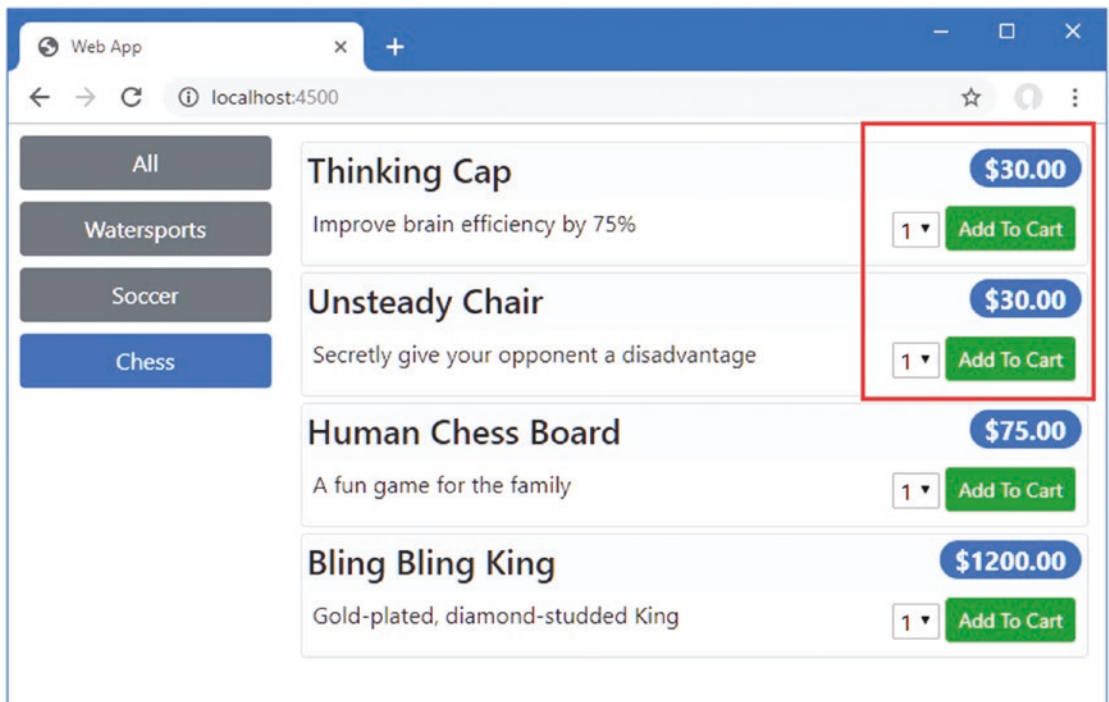 Web App
localhost:4500
All
Watersports
Soccer
Chess
Thinking Cap
$30.00
Improve brain efficiency by 75%
1 Add To Cart
Unsteady Chair
$30.00
Secretly give your opponent a disadvantage
1 Add To Cart
Human Chess Board
$75.00
A fun game for the family
1 Add To Cart
Bling Bling King
$1200.00
Gold-plated, diamond-studded King
1 Add To Cart